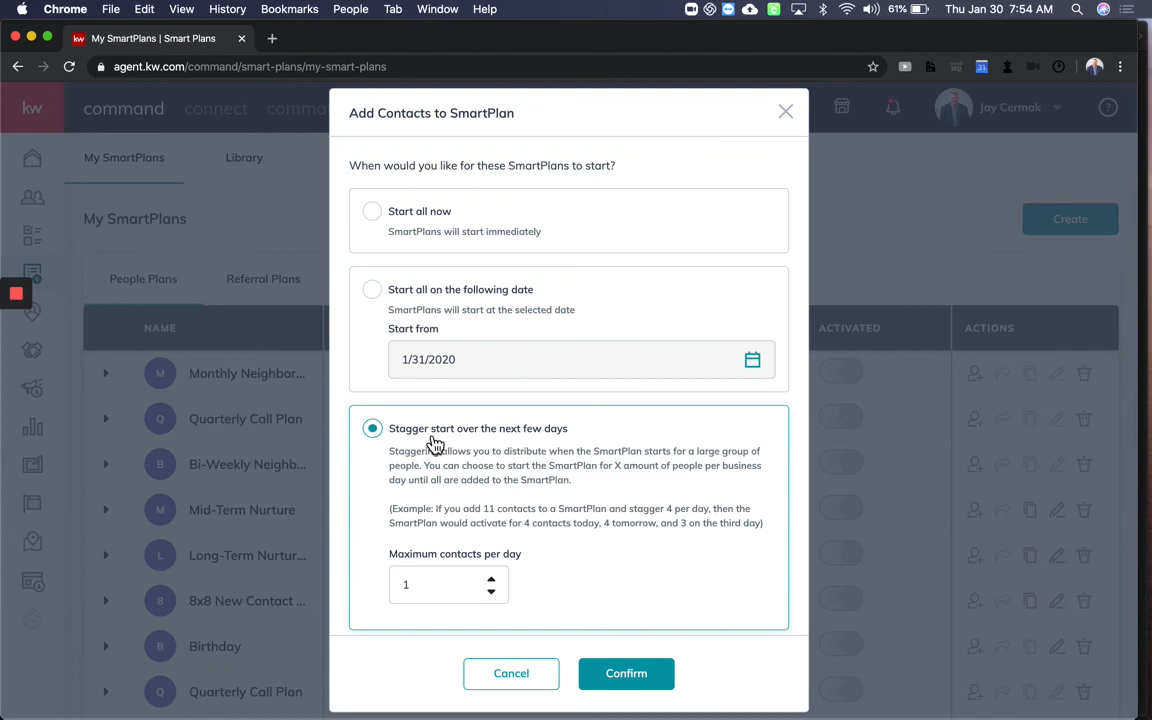 Chrome File Edit View History Bookmarks People Tab Window Help 61% Thu Jan 30 7:54 AM
kw My SmartPlans | Smart Plans
agent.kw.com/command/smart-plans/my-smart-plans
kw command connect comma Jay Cermak
Add Contacts to SmartPlan
My SmartPlans Library
When would you like for these SmartPlans to start?
Start all now
SmartPlans will start immediately
My SmartPlans Create
People Plans Referral Plans
Start all on the following date
SmartPlans will start at the selected date
Start from
1/31/2020
NAME ACTIVATED ACTIONS
M Monthly Neighbor...
Q Quarterly Call Plan
B Bi-Weekly Neighb...
M Mid-Term Nurture
L Long-Term Nurtur...
8 8x8 New Contact ...
B Birthday
Q Quarterly Call Plan
Stagger start over the next few days
allows you to distribute when the SmartPlan starts for a large group of
people. You can choose to start the SmartPlan for X amount of people per business
day until all are added to the SmartPlan.
(Example: If you add 11 contacts to a SmartPlan and stagger 4 per day, then the
SmartPlan would activate for 4 contacts today, 4 tomorrow, and 3 on the third day)
Maximum contacts per day
1
Cancel Confirm